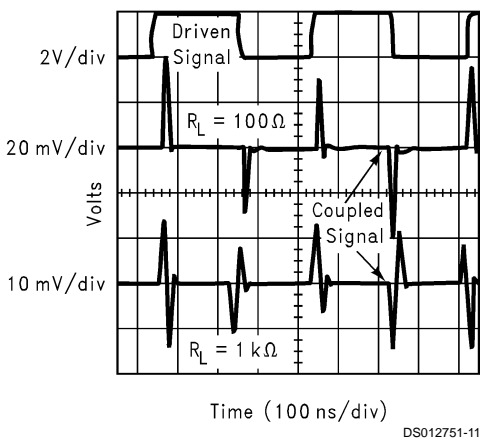 Driven
Signal
2V/div
R_L = 100Ω
20 mV/div
Volts
Coupled
Signal
10 mV/div
R_L = 1 kΩ
Time (100 ns/div)
DS012751-11